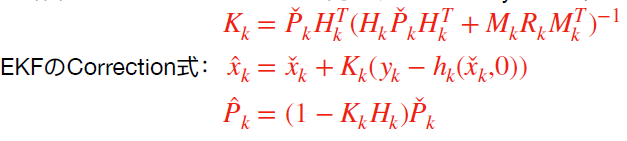 K_k = P̌_k H_k^T (H_k P̌_k H_k^T + M_k R_k M_k^T)^{-1}
EKFのCorrection式： x̂_k = x̌_k + K_k(y_k − h_k(x̌_k,0))
P̂_k = (1 − K_k H_k)P̌_k